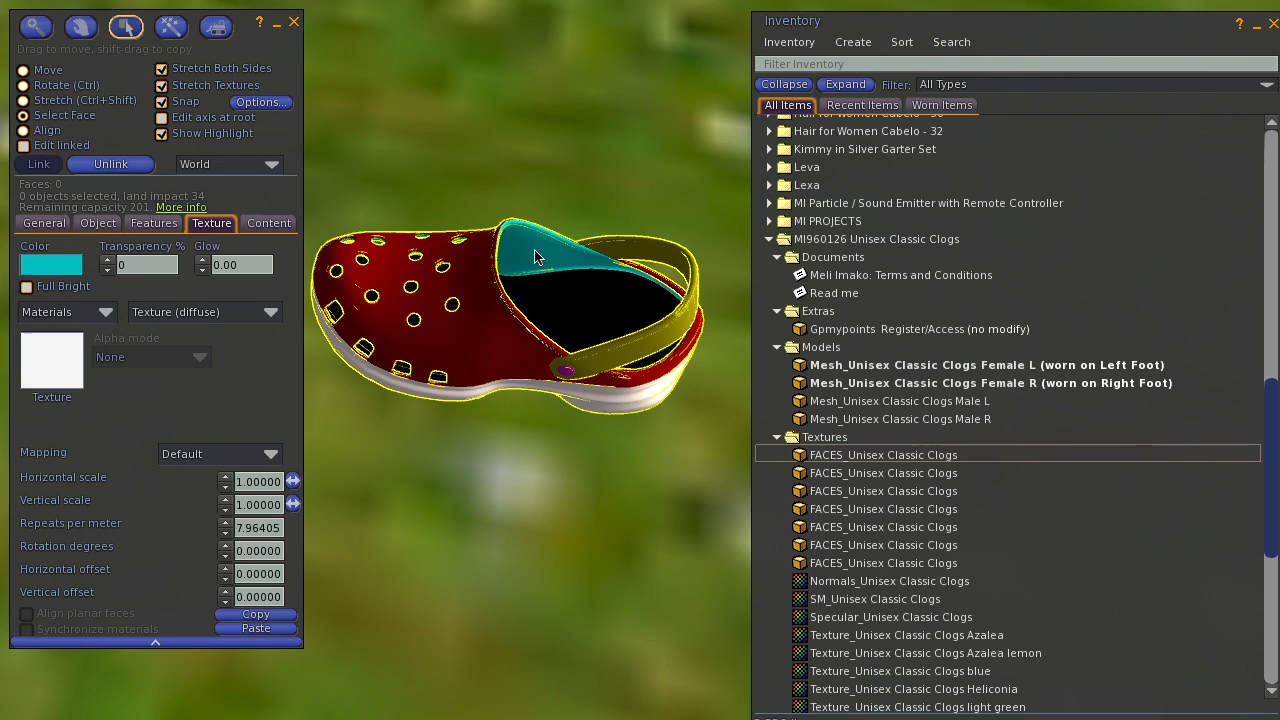 Drag to move, shift-drag to copy
Move
Rotate (Ctrl)
Stretch (Ctrl+Shift)
Select Face
Align
Edit linked
Stretch Both Sides
Stretch Textures
Snap
Options...
Edit axis at root
Show Highlight
Link
Unlink
World
Faces: 0
0 objects selected, land impact 34
Remaining capacity 201. More info
General
Object
Features
Texture
Content
Color
Transparency %
Glow
0
0.00
Full Bright
Materials
Texture (diffuse)
Alpha mode
None
Texture
Mapping
Default
Horizontal scale
1.00000
Vertical scale
1.00000
Repeats per meter
7.96405
Rotation degrees
0.00000
Horizontal offset
0.00000
Vertical offset
0.00000
Align planar faces
Synchronize materials
Copy
Paste
? _ ×
Inventory
? _ ×
Inventory Create Sort Search
Filter Inventory
Collapse
Expand
Filter:
All Types
All Items
Recent Items
Worn Items
Hair for Women Cabelo - 30
Hair for Women Cabelo - 32
Kimmy in Silver Garter Set
Leva
Lexa
MI Particle / Sound Emitter with Remote Controller
MI PROJECTS
MI960126 Unisex Classic Clogs
Documents
Meli Imako: Terms and Conditions
Read me
Extras
Gpmypoints Register/Access (no modify)
Models
Mesh_Unisex Classic Clogs Female L (worn on Left Foot)
Mesh_Unisex Classic Clogs Female R (worn on Right Foot)
Mesh_Unisex Classic Clogs Male L
Mesh_Unisex Classic Clogs Male R
Textures
FACES_Unisex Classic Clogs
FACES_Unisex Classic Clogs
FACES_Unisex Classic Clogs
FACES_Unisex Classic Clogs
FACES_Unisex Classic Clogs
FACES_Unisex Classic Clogs
FACES_Unisex Classic Clogs
Normals_Unisex Classic Clogs
SM_Unisex Classic Clogs
Specular_Unisex Classic Clogs
Texture_Unisex Classic Clogs Azalea
Texture_Unisex Classic Clogs Azalea lemon
Texture_Unisex Classic Clogs blue
Texture_Unisex Classic Clogs Heliconia
Texture_Unisex Classic Clogs light green